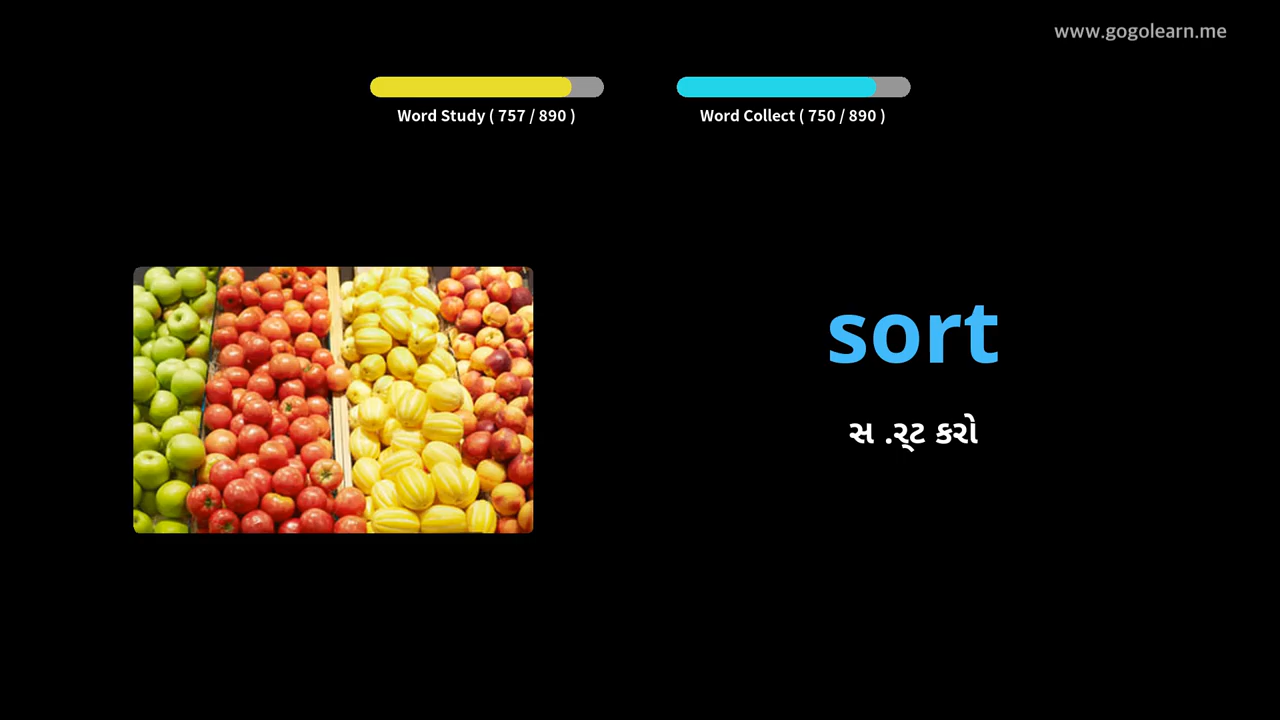 www.gogolearn.me
Word Study ( 757 / 890 )
Word Collect ( 750 / 890 )
sort
સ .ર્ટ કરો